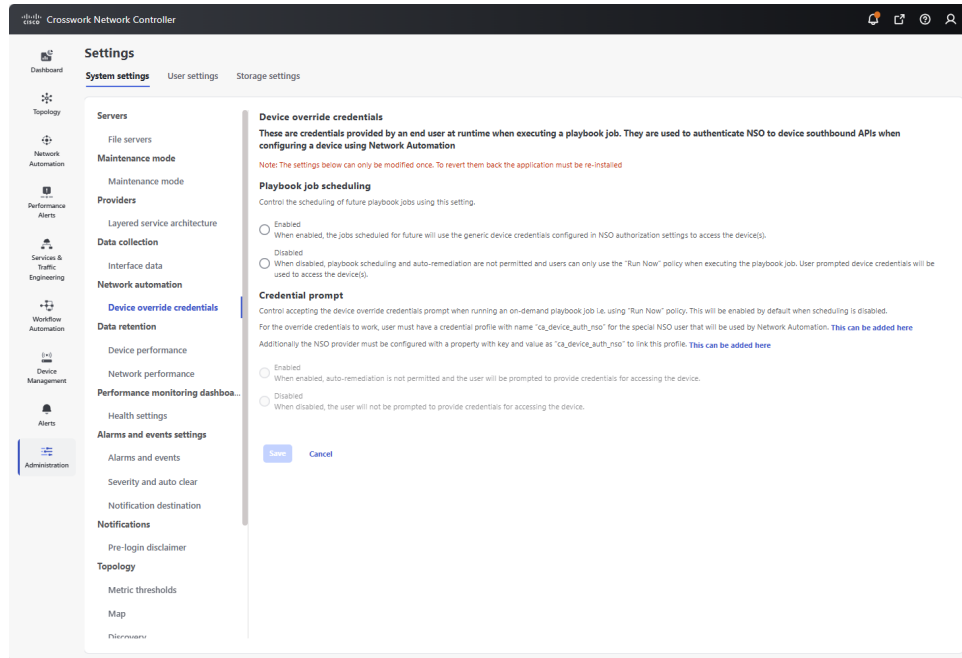 CISCO Crosswork Network Controller
Dashboard
Topology
Network
Automation
Performance
Alerts
Services &
Traffic
Engineering
Workflow
Automation
Device
Management
Alerts
Administration
Settings
System settings
User settings
Storage settings
Servers
File servers
Maintenance mode
Maintenance mode
Providers
Layered service architecture
Data collection
Interface data
Network automation
Device override credentials
Data retention
Device performance
Network performance
Performance monitoring dashboa...
Health settings
Alarms and events settings
Alarms and events
Severity and auto clear
Notification destination
Notifications
Pre-login disclaimer
Topology
Metric thresholds
Map
Discovery
Device override credentials
These are credentials provided by an end user at runtime when executing a playbook job. They are used to authenticate NSO to device southbound APIs when
configuring a device using Network Automation
Note: The settings below can only be modified once. To revert them back the application must be re-installed
Playbook job scheduling
Control the scheduling of future playbook jobs using this setting.
Enabled
When enabled, the jobs scheduled for future will use the generic device credentials configured in NSO authorization settings to access the device(s).
Disabled
When disabled, playbook scheduling and auto-remediation are not permitted and users can only use the "Run Now" policy when executing the playbook job. User prompted device credentials will be
used to access the device(s).
Credential prompt
Control accepting the device override credentials prompt when running an on-demand playbook job i.e. using "Run Now" policy. This will be enabled by default when scheduling is disabled.
For the override credentials to work, user must have a credential profile with name "ca_device_auth_nso" for the special NSO user that will be used by Network Automation. This can be added here
Additionally the NSO provider must be configured with a property with key and value as "ca_device_auth_nso" to link this profile. This can be added here
Enabled
When enabled, auto-remediation is not permitted and the user will be prompted to provide credentials for accessing the device.
Disabled
When disabled, the user will not be prompted to provide credentials for accessing the device.
Save
Cancel